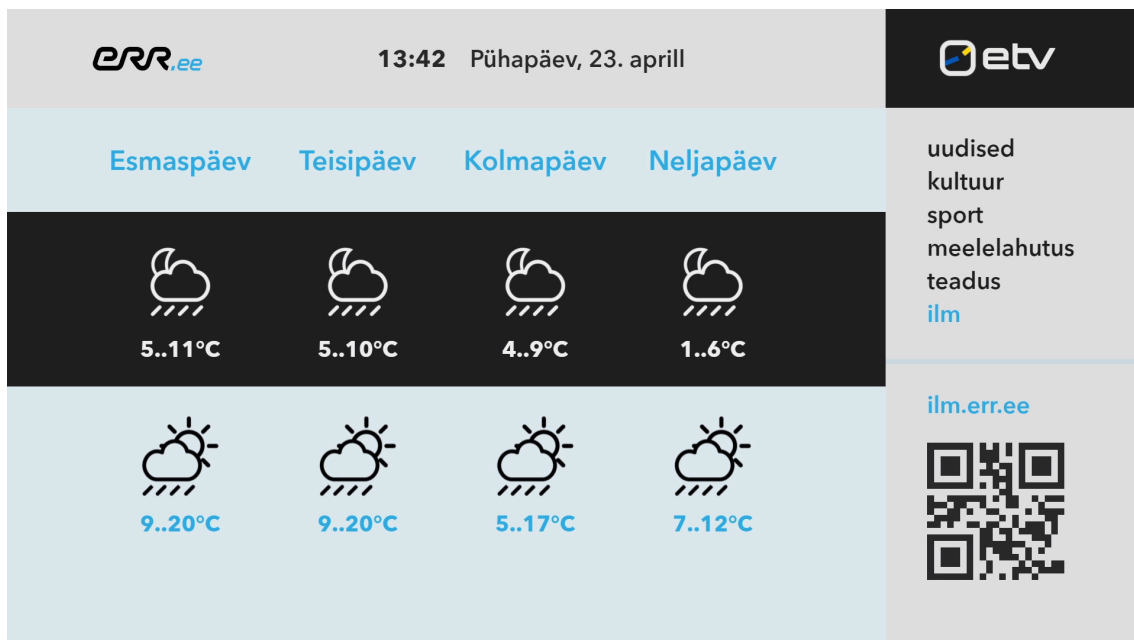 err.ee
13:42 Pühapäev, 23. aprill
etv
Esmaspäev Teisipäev Kolmapäev Neljapäev
5..11°C 5..10°C 4..9°C 1..6°C
9..20°C 9..20°C 5..17°C 7..12°C
uudised
kultuur
sport
meelelahutus
teadus
ilm
ilm.err.ee